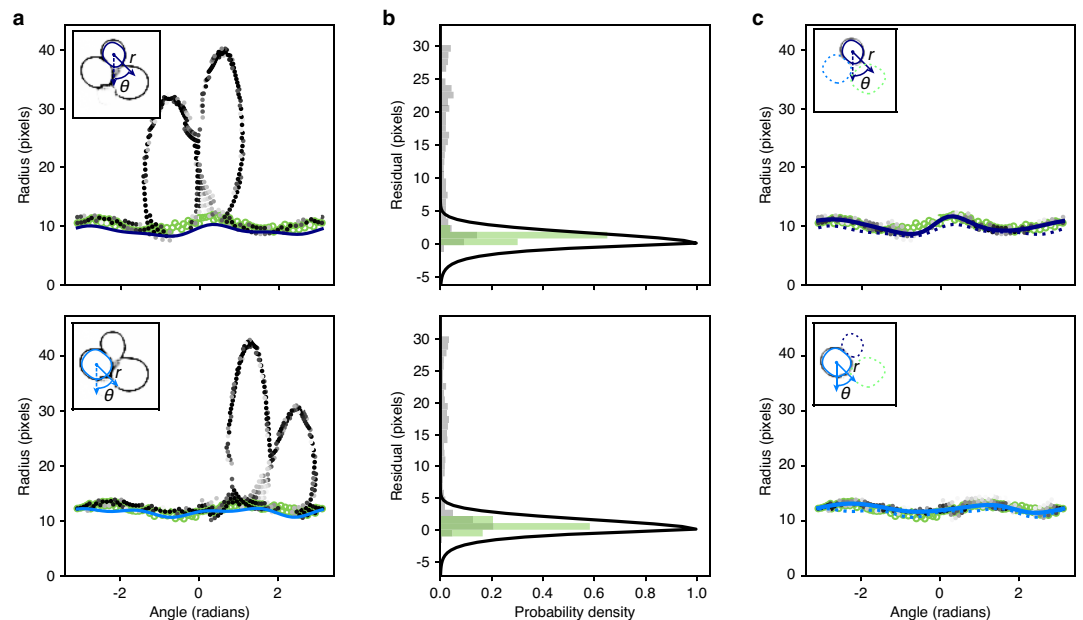 a
b
c
Radius (pixels)
40
30
20
10
0
r
θ
Residual (pixels)
30
25
20
15
10
5
0
-5
Radius (pixels)
40
30
20
10
0
r
θ
Radius (pixels)
40
30
20
10
0
r
θ
-2
0
2
Angle (radians)
Residual (pixels)
30
25
20
15
10
5
0
-5
0.0
0.2
0.4
0.6
0.8
1.0
Probability density
Radius (pixels)
40
30
20
10
0
r
θ
-2
0
2
Angle (radians)